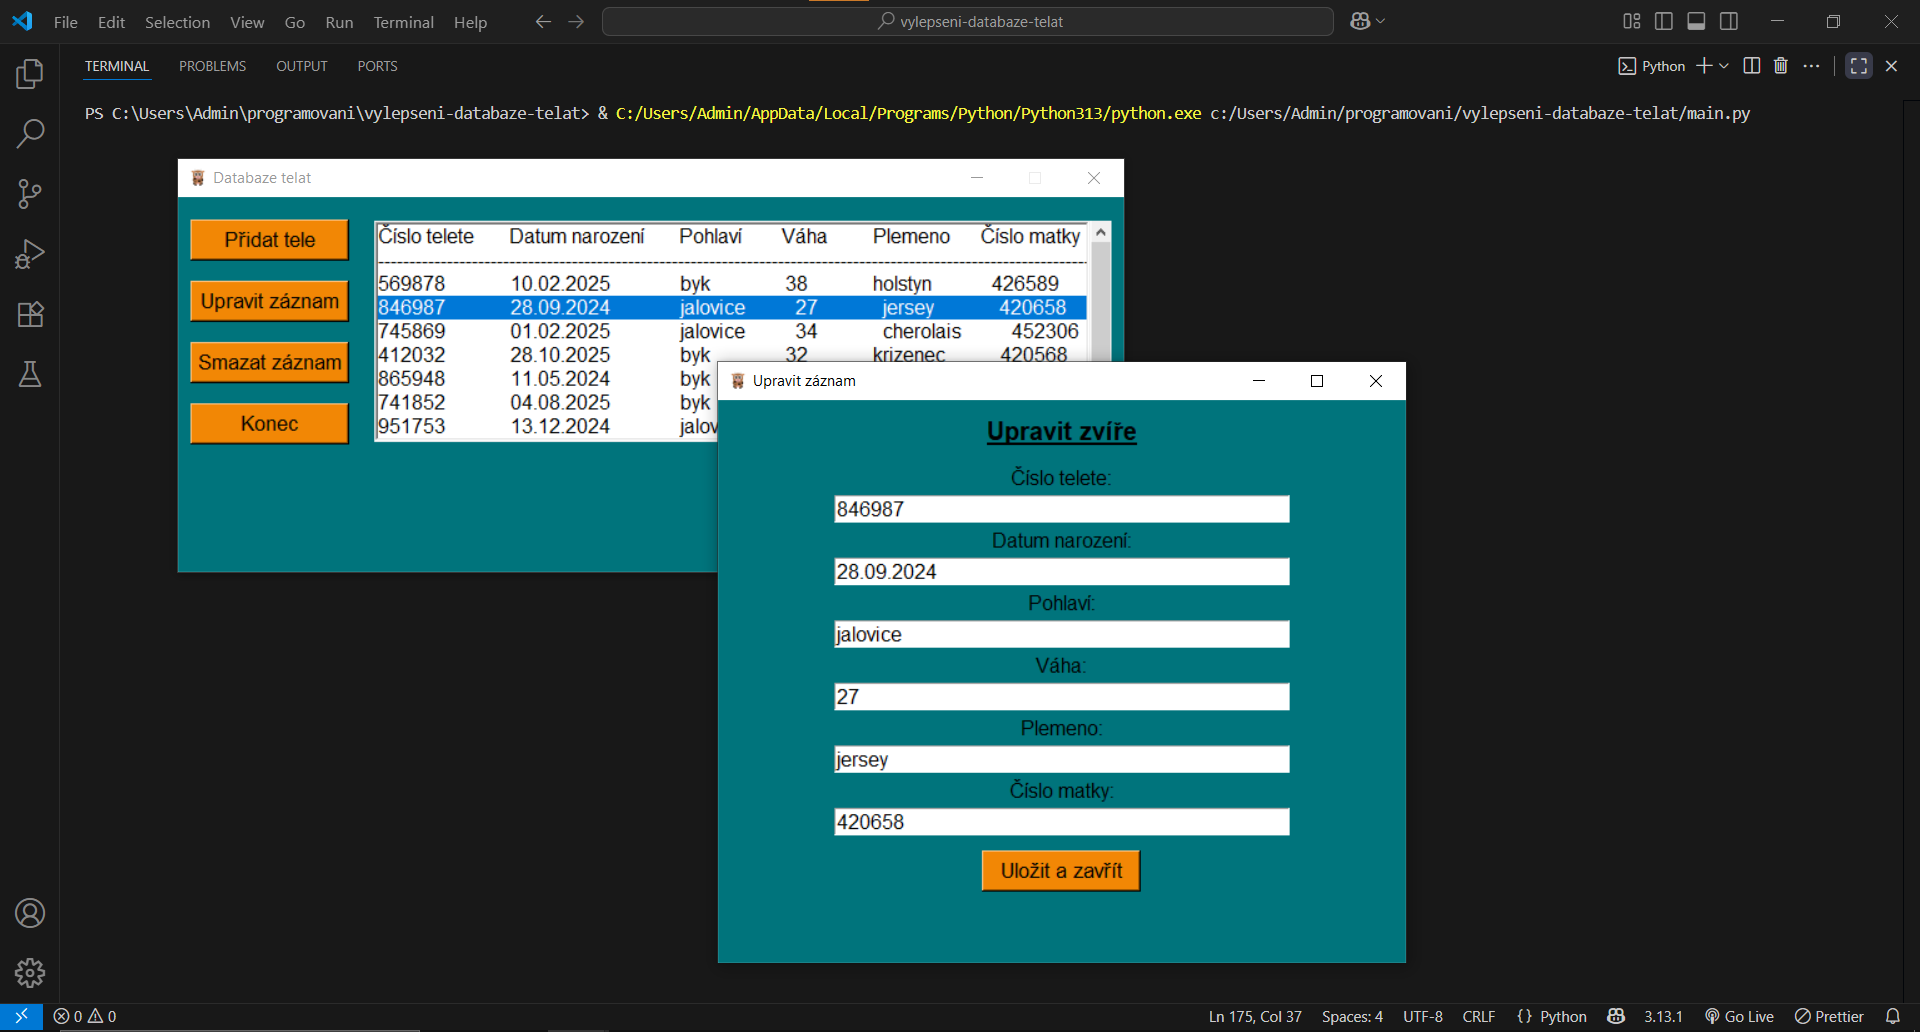 File Edit Selection View Go Run Terminal Help vylepseni-databaze-telat
TERMINAL PROBLEMS OUTPUT PORTS Python
PS C:\Users\Admin\programovani\vylepseni-databaze-telat> & C:/Users/Admin/AppData/Local/Programs/Python/Python313/python.exe c:/Users/Admin/programovani/vylepseni-databaze-telat/main.py
Databaze telat
Přidat tele
Upravit záznam
Smazat záznam
Konec
Číslo telete Datum narození Pohlaví Váha Plemeno Číslo matky
569878 10.02.2025 byk 38 holstyn 426589
846987 28.09.2024 jalovice 27 jersey 420658
745869 01.02.2025 jalovice 34 cherolais 452306
412032 28.10.2025 byk 32 krizenec 420568
865948 11.05.2024 byk
741852 04.08.2025 byk
951753 13.12.2024 jalov
Upravit záznam
Upravit zvíře
Číslo telete:
846987
Datum narození:
28.09.2024
Pohlaví:
jalovice
Váha:
27
Plemeno:
jersey
Číslo matky:
420658
Uložit a zavřít
0 0 Ln 175, Col 37 Spaces: 4 UTF-8 CRLF {} Python 3.13.1 Go Live Prettier